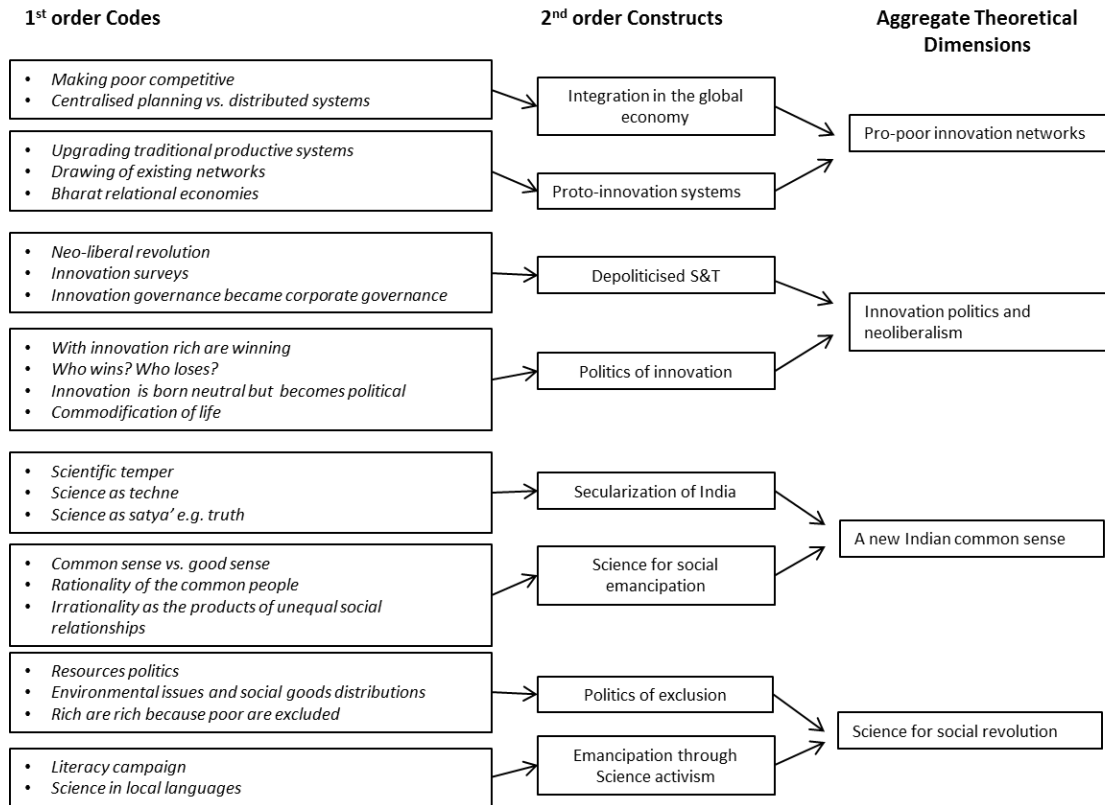 1st order Codes
2nd order Constructs
Aggregate Theoretical
Dimensions
• Making poor competitive
• Centralised planning vs. distributed systems
Integration in the global
economy
Pro-poor innovation networks
• Upgrading traditional productive systems
• Drawing of existing networks
• Bharat relational economies
Proto-innovation systems
• Neo-liberal revolution
• Innovation surveys
• Innovation governance became corporate governance
Depoliticised S&T
Innovation politics and
neoliberalism
• With innovation rich are winning
• Who wins? Who loses?
• Innovation is born neutral but becomes political
• Commodification of life
Politics of innovation
• Scientific temper
• Science as techne
• Science as satya’ e.g. truth
Secularization of India
A new Indian common sense
• Common sense vs. good sense
• Rationality of the common people
• Irrationality as the products of unequal social
relationships
Science for social
emancipation
• Resources politics
• Environmental issues and social goods distributions
• Rich are rich because poor are excluded
Politics of exclusion
Science for social revolution
• Literacy campaign
• Science in local languages
Emancipation through
Science activism